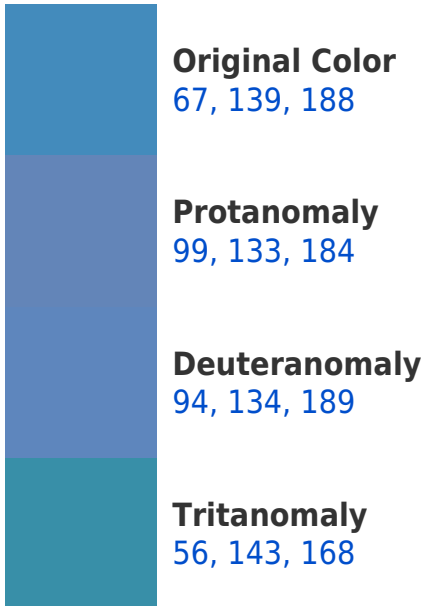 Original Color
67, 139, 188
Protanomaly
99, 133, 184
Deuteranomaly
94, 134, 189
Tritanomaly
56, 143, 168